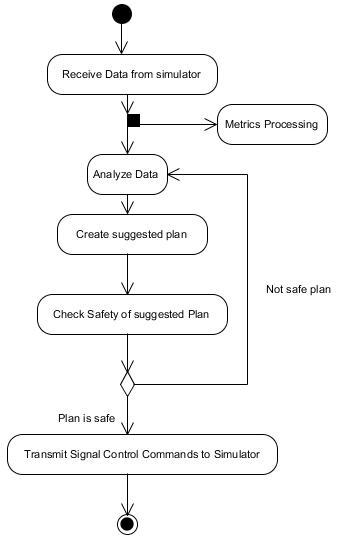 Receive Data from simulator
Metrics Processing
Analyze Data
Create suggested plan
Not safe plan
Check Safety of suggested Plan
Plan is safe
Transmit Signal Control Commands to Simulator